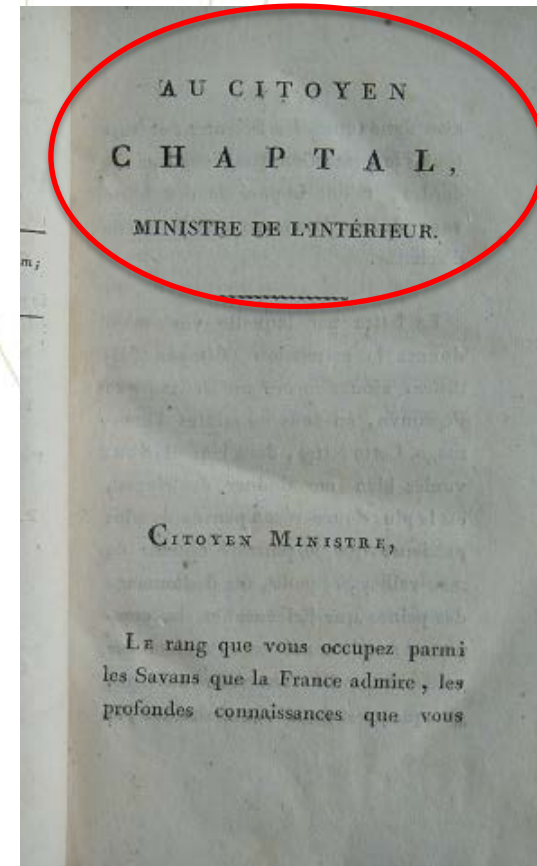 AU CITOYEN
CHAPTAL,
MINISTRE DE L'INTÉRIEUR.
m;
CITOYEN MINISTRE,
LE rang que vous occupez parmi
les Savans que la France admire, les
profondes connaissances que vous